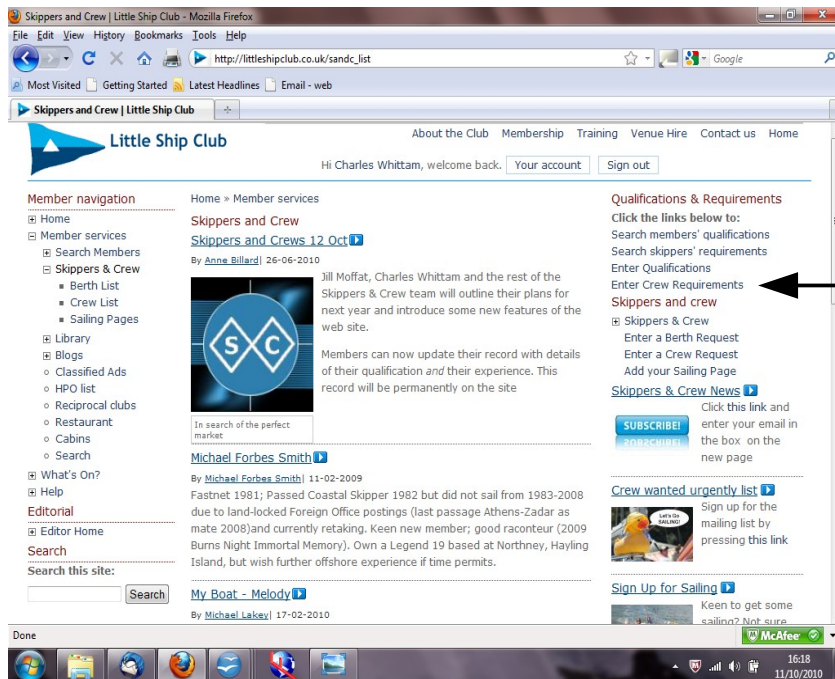 Skippers and Crew | Little Ship Club - Mozilla Firefox
File Edit View History Bookmarks Tools Help
http://littleshipclub.co.uk/sandc_list
Google
Most Visited Getting Started Latest Headlines Email - web
Skippers and Crew | Little Ship Club
Little Ship Club
About the Club Membership Training Venue Hire Contact us Home
Hi Charles Whittam, welcome back. Your account Sign out
Member navigation
Home
Member services
Search Members
Skippers & Crew
Berth List
Crew List
Sailing Pages
Library
Blogs
Classified Ads
HPO list
Reciprocal clubs
Restaurant
Cabins
Search
What's On?
Help
Editorial
Editor Home
Search
Search this site:
Search
Home » Member services
Skippers and Crew
Skippers and Crews 12 Oct
By Anne Billard| 26-06-2010
S C
In search of the perfect
market
Jill Moffat, Charles Whittam and the rest of the
Skippers & Crew team will outline their plans for
next year and introduce some new features of the
web site.
Members can now update their record with details
of their qualification and their experience. This
record will be permanently on the site
Michael Forbes Smith
By Michael Forbes Smith| 11-02-2009
Fastnet 1981; Passed Coastal Skipper 1982 but did not sail from 1983-2008
due to land-locked Foreign Office postings (last passage Athens-Zadar as
mate 2008)and currently retaking. Keen new member; good raconteur (2009
Burns Night Immortal Memory). Own a Legend 19 based at Northney, Hayling
Island, but wish further offshore experience if time permits.
My Boat - Melody
By Michael Lakey| 17-02-2010
Qualifications & Requirements
Click the links below to:
Search members' qualifications
Search skippers' requirements
Enter Qualifications
Enter Crew Requirements
Skippers and crew
Skippers & Crew
Enter a Berth Request
Enter a Crew Request
Add your Sailing Page
Skippers & Crew News
SUBSCRIBE!
Click this link and
enter your email in
the box on the
new page
Crew wanted urgently list
Let's Go
SAILING!
Sign up for the
mailing list by
pressing this link
Sign Up for Sailing
Keen to get some
sailing? Not sure
Done
McAfee
16:18
11/10/2010